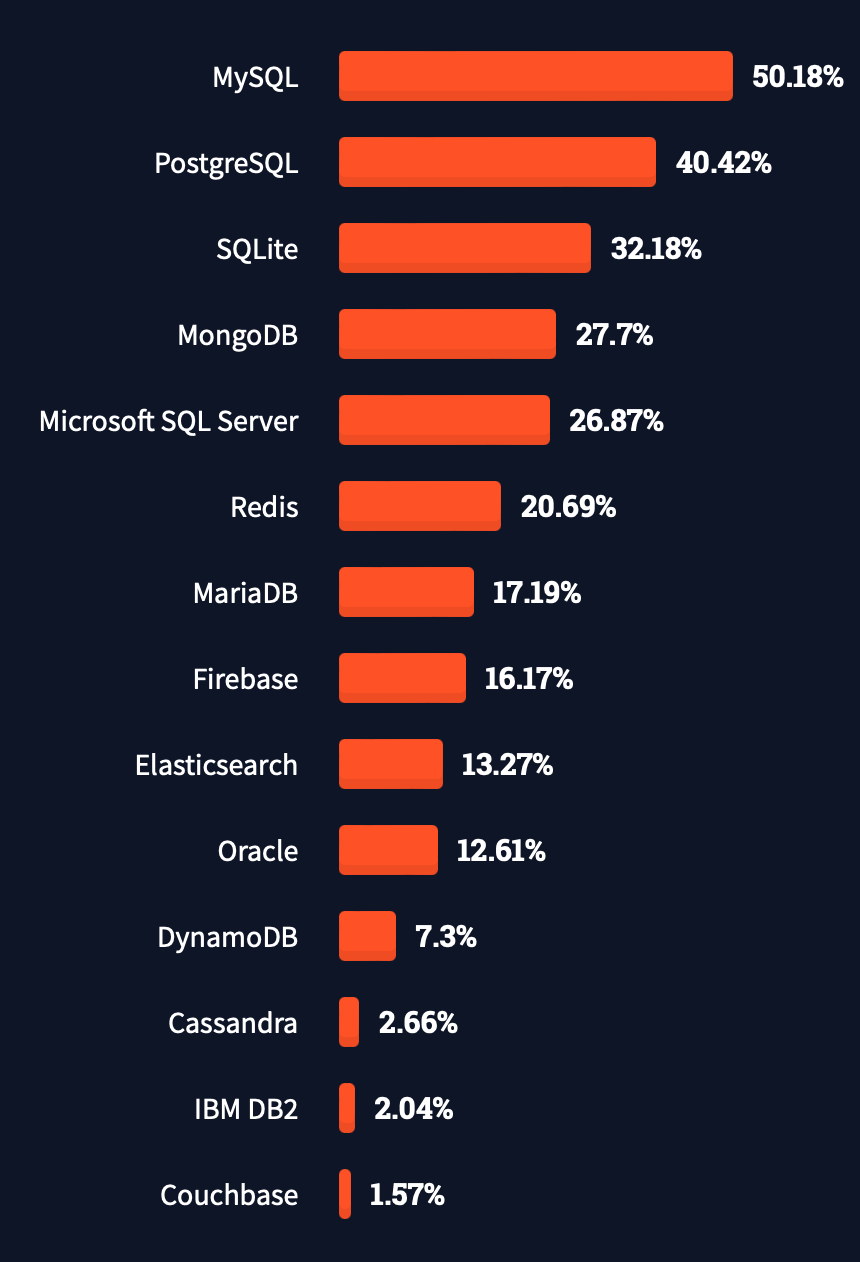 MySQL 50.18%
PostgreSQL 40.42%
SQLite 32.18%
MongoDB 27.7%
Microsoft SQL Server 26.87%
Redis 20.69%
MariaDB 17.19%
Firebase 16.17%
Elasticsearch 13.27%
Oracle 12.61%
DynamoDB 7.3%
Cassandra 2.66%
IBM DB2 2.04%
Couchbase 1.57%